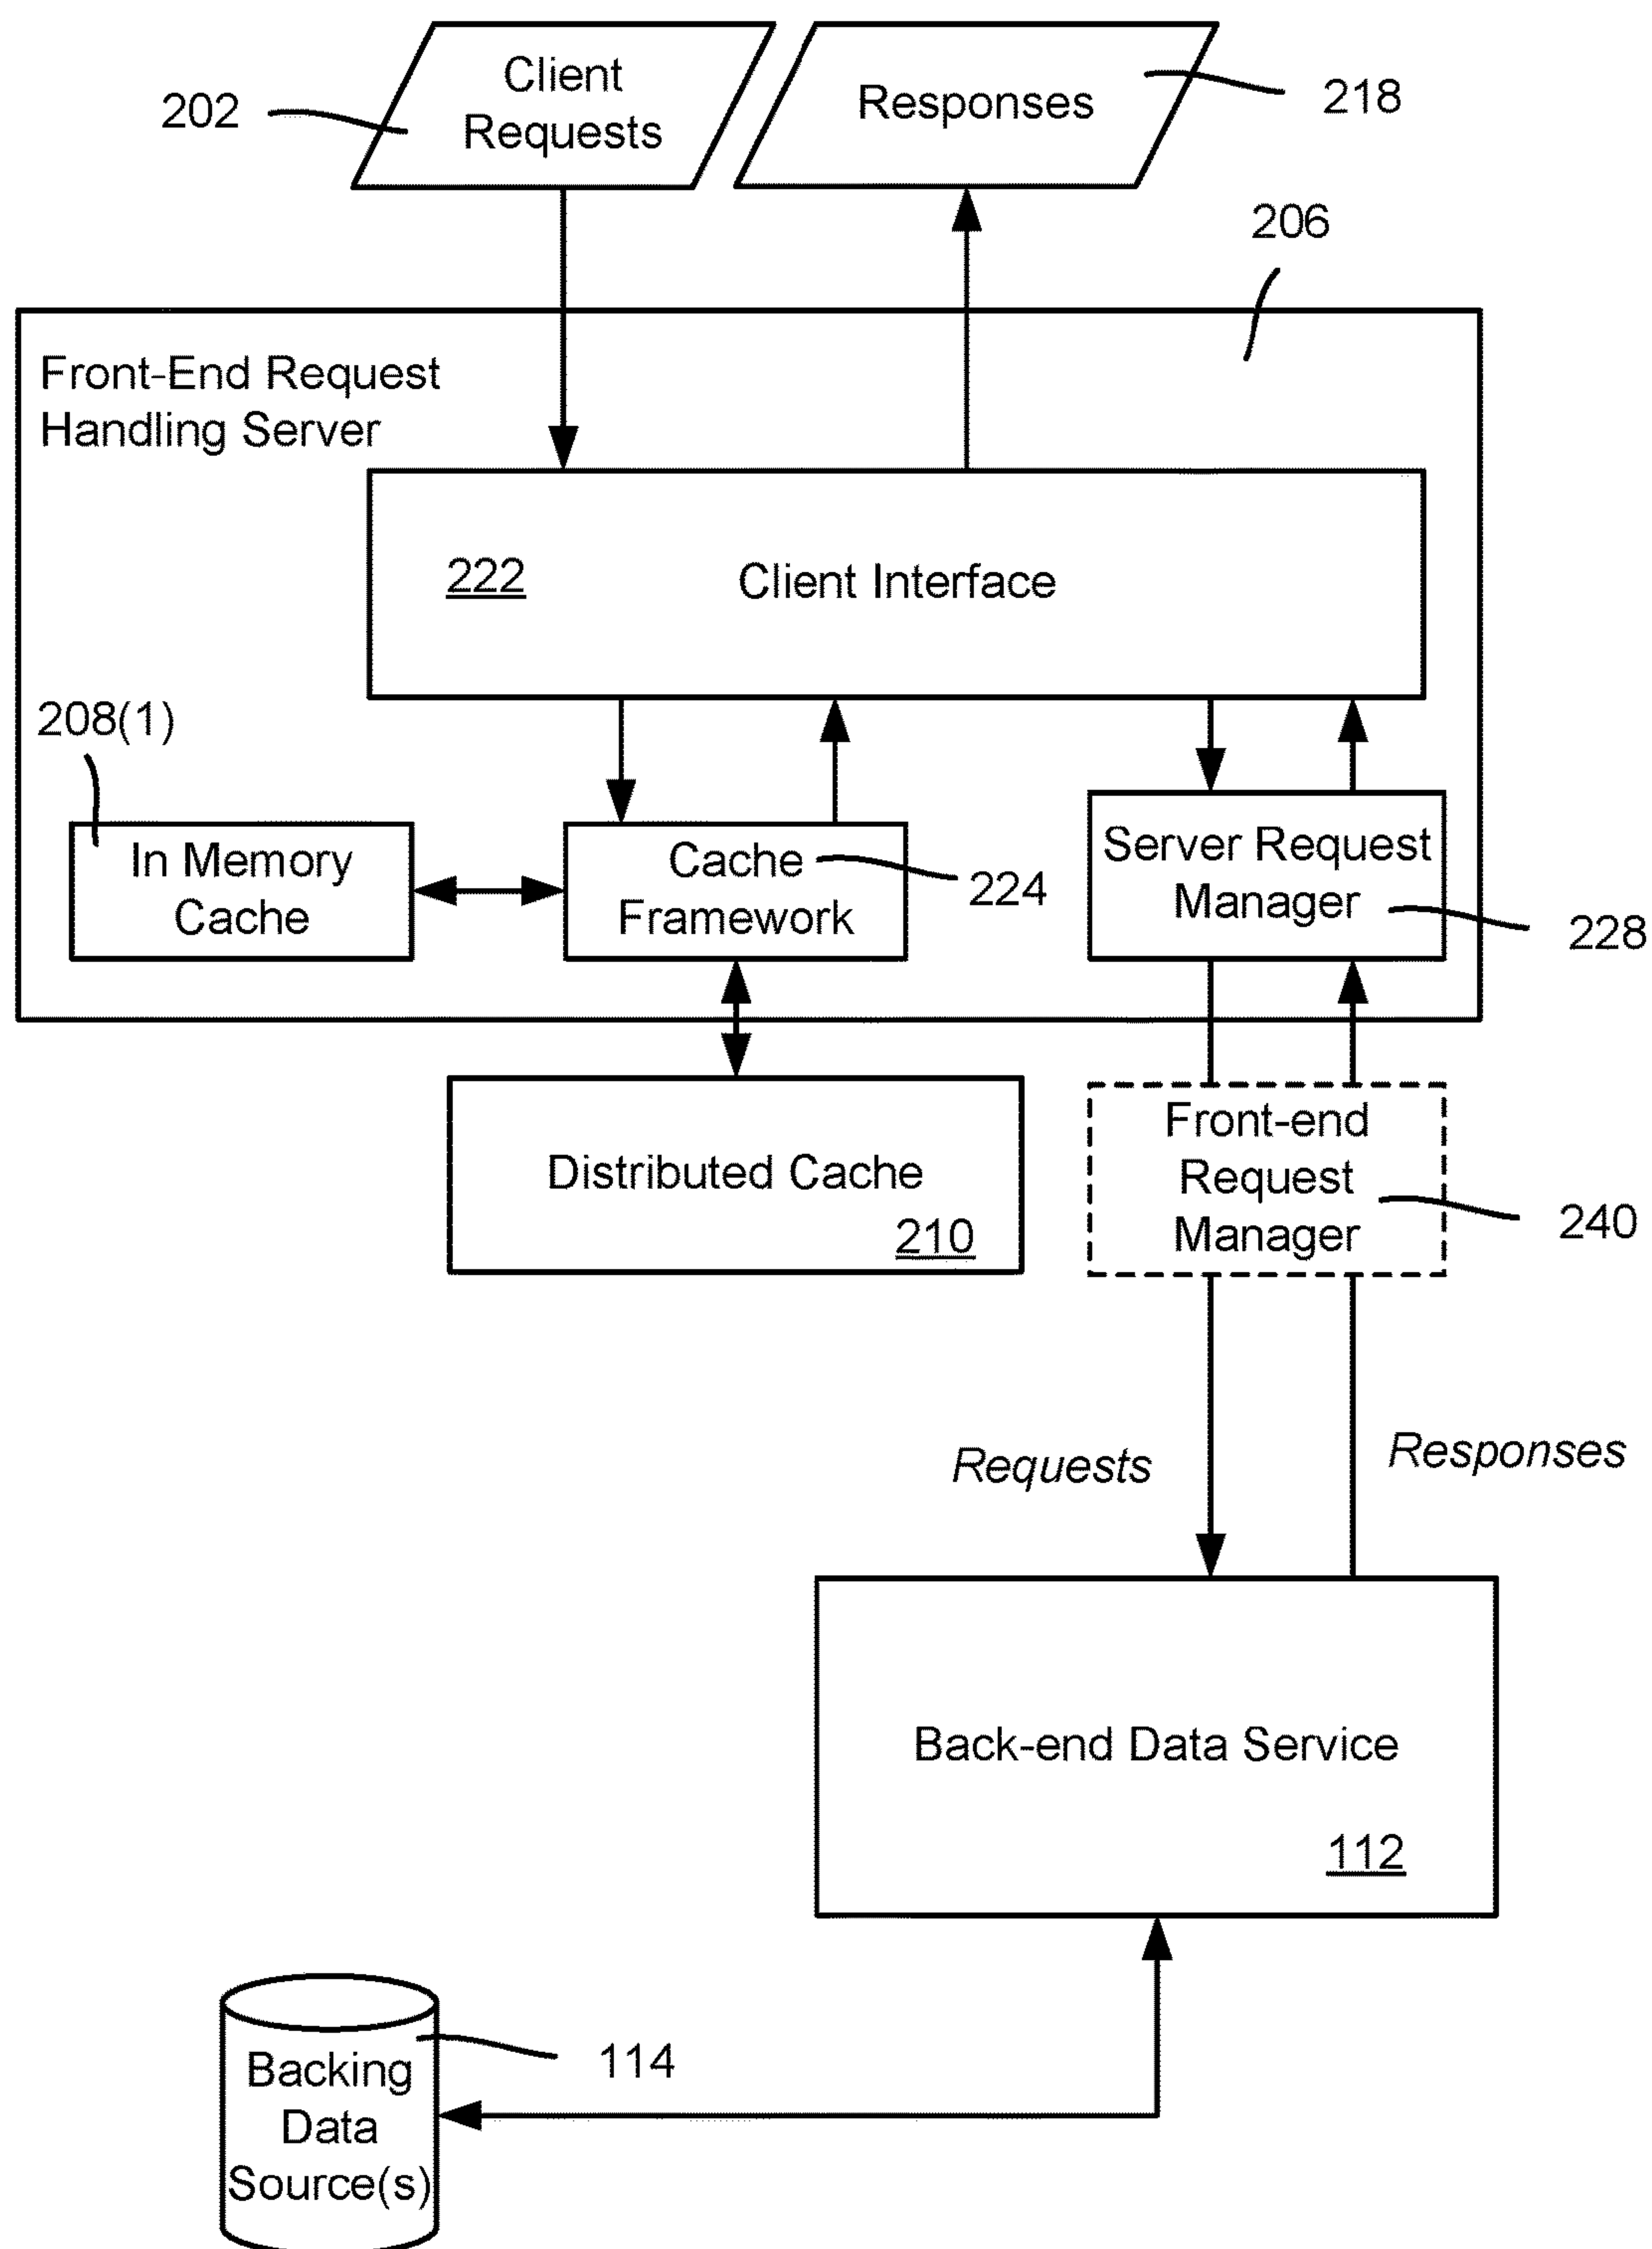 Client
Requests
Responses
202
218
206
Front-End Request
Handling Server
222
Client Interface
208(1)
In Memory
Cache
Cache
Framework
224
Server Request
Manager
228
Distributed Cache
210
Front-end
Request
Manager
240
Requests
Responses
Back-end Data Service
112
Backing
Data
Source(s)
114